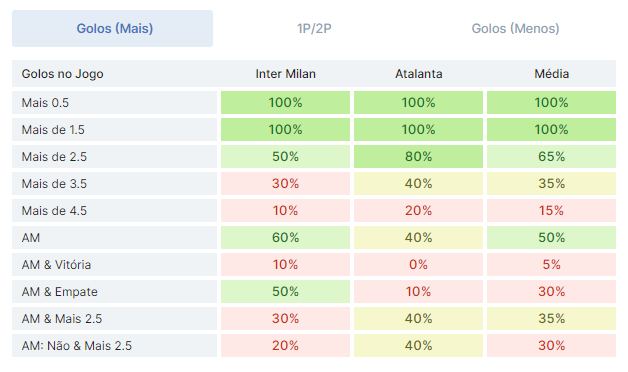 Golos (Mais) 1P/2P Golos (Menos)
Golos no Jogo Inter Milan Atalanta Média
Mais 0.5 100% 100% 100%
Mais de 1.5 100% 100% 100%
Mais de 2.5 50% 80% 65%
Mais de 3.5 30% 40% 35%
Mais de 4.5 10% 20% 15%
AM 60% 40% 50%
AM & Vitória 10% 0% 5%
AM & Empate 50% 10% 30%
AM & Mais 2.5 30% 40% 35%
AM: Não & Mais 2.5 20% 40% 30%